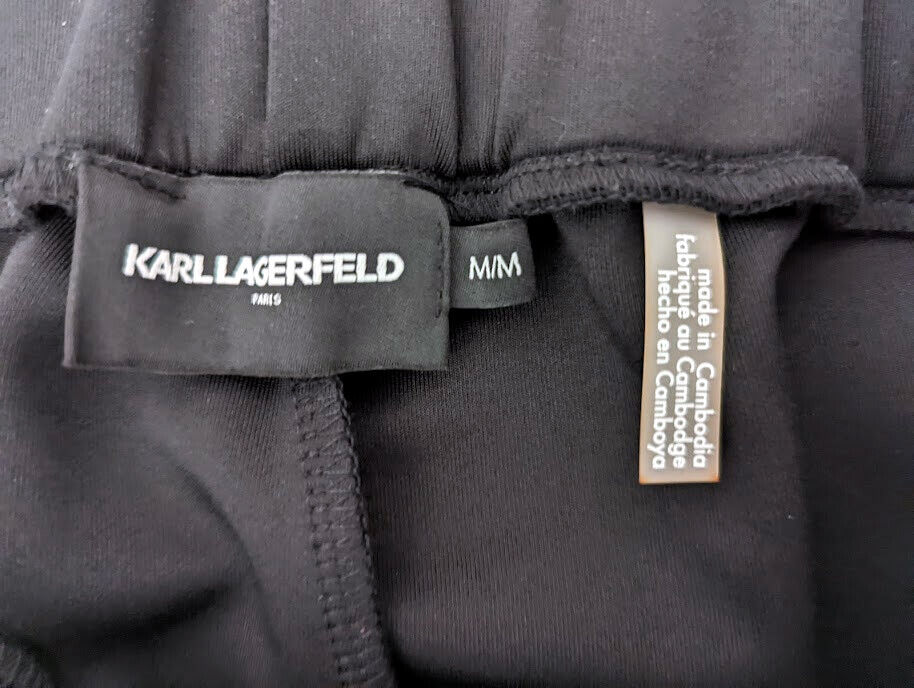 KARL LAGERFELD
PARIS
M/M
made in Cambodia
fabriqué au Cambodge
hecho en Camboya